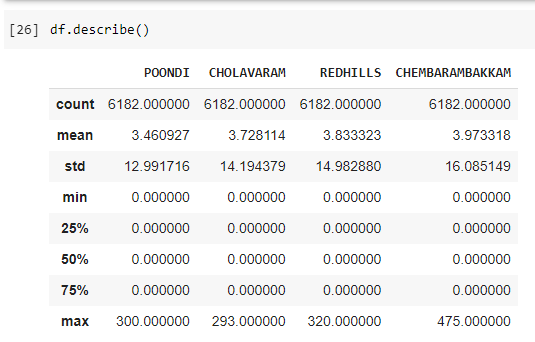 [26] df.describe()
POONDI CHOLAVARAM REDHILLS CHEMBARAMBAKKAM
count 6182.000000 6182.000000 6182.000000 6182.000000
mean 3.460927 3.728114 3.833323 3.973318
std 12.991716 14.194379 14.982880 16.085149
min 0.000000 0.000000 0.000000 0.000000
25% 0.000000 0.000000 0.000000 0.000000
50% 0.000000 0.000000 0.000000 0.000000
75% 0.000000 0.000000 0.000000 0.000000
max 300.000000 293.000000 320.000000 475.000000